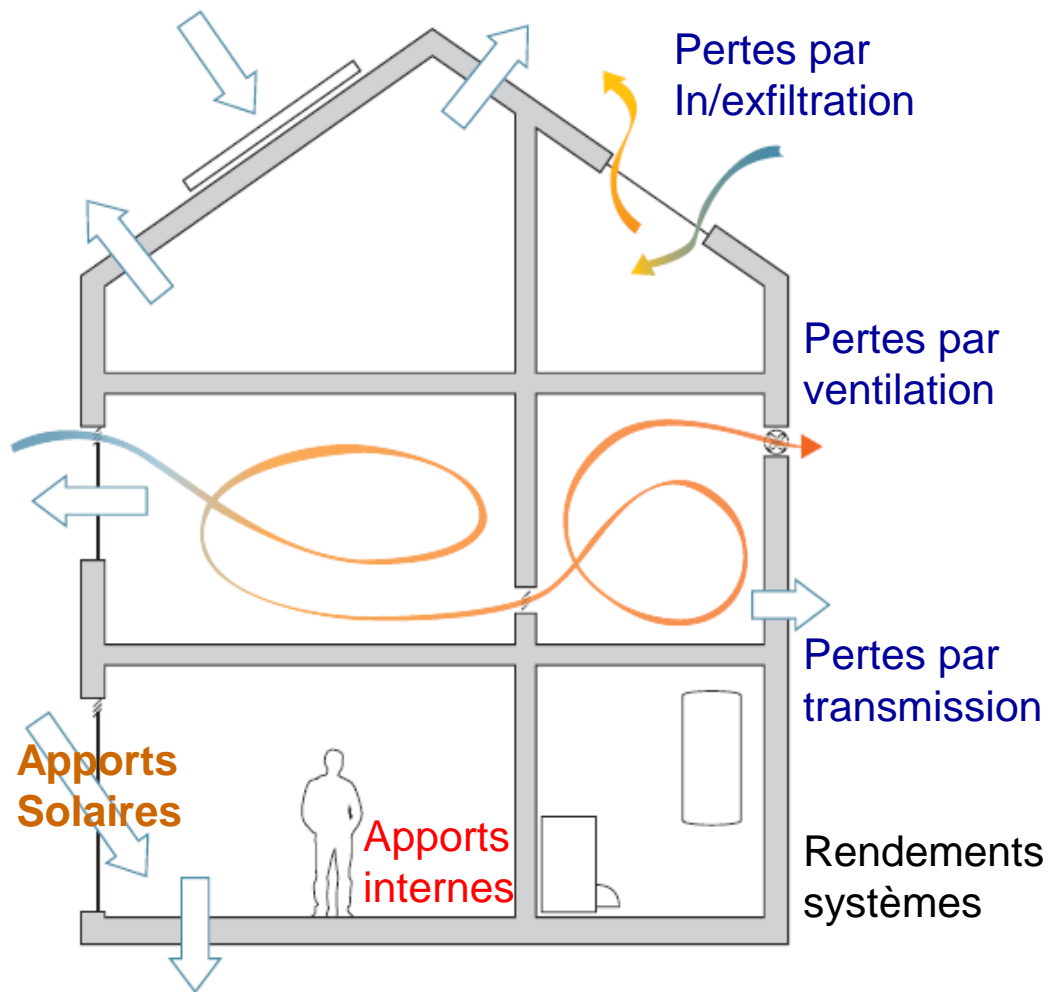 Pertes par
In/exfiltration
Pertes par
ventilation
Pertes par
transmission
Apports
Solaires
Apports
internes
Rendements
systèmes